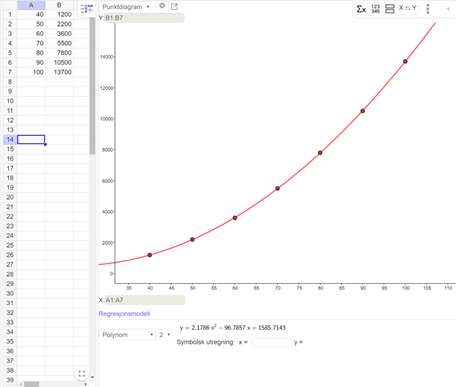 A B
1 40 1200
2 50 2200
3 60 3600
4 70 5500
5 80 7800
6 90 10500
7 100 13700
8
9
10
11
12
13
14
15
16
17
18
19
20
21
22
23
24
25
26
27
28
29
30
31
32
33
34
35
36
37
38
39
Punktdiagram
Σx 123 345 X ⇆ Y
Y: B1:B7
14000
12000
10000
8000
6000
4000
2000
0
35 40 45 50 55 60 65 70 75 80 85 90 95 100 105 110
X: A1:A7
Regresjonsmodell
Polynom 2
y = 2.1786 x² − 96.7857 x + 1585.7143
Symbolsk utregning: x = y =